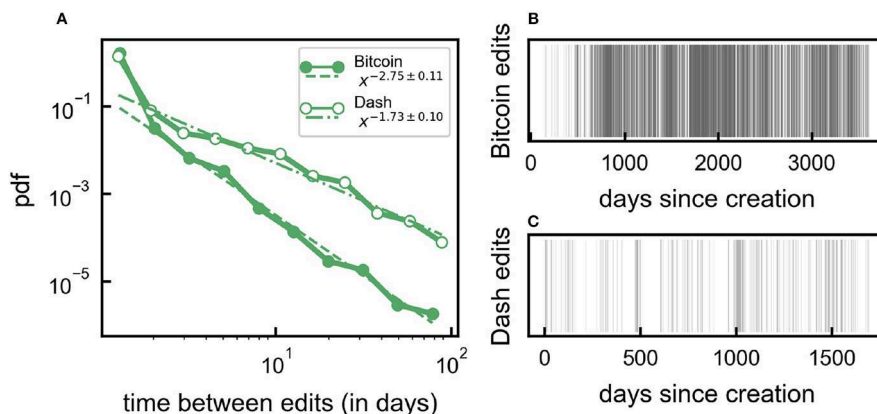 A
Bitcoin
x^{-2.75 ± 0.11}
Dash
x^{-1.73 ± 0.10}
pdf
10^{-1}
10^{-3}
10^{-5}
10^{1}
10^{2}
time between edits (in days)
B
Bitcoin edits
0
1000
2000
3000
days since creation
C
Dash edits
0
500
1000
1500
days since creation